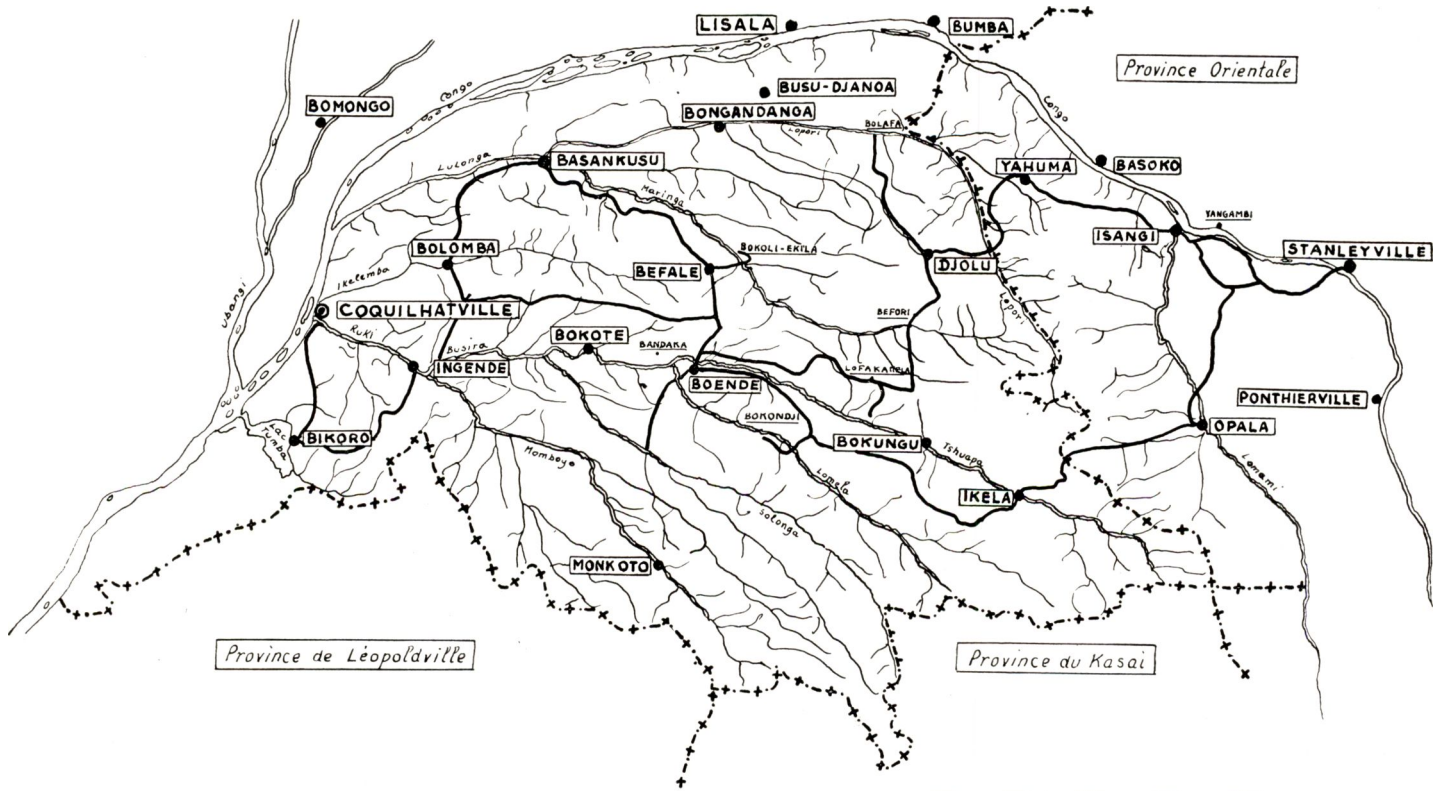 LISALA
BUMBA
Province Orientale
BUSU-DJANOA
BOMONGO
Congo
BONGANDANGA
Lopori
BOLAFA
Congo
Lulonga
BASANKUSU
YAHUMA
BASOKO
Maringa
YANGAMBI
ISANGI
BOLOMBA
BOKOLI-EKILA
STANLEYVILLE
BEFALE
DJOLU
Ikelemba
Ubangi
COQUILHATVILLE
Lopori
BEFORI
Ruki
BOKOTE
Busira
BANDAKA
INGENDE
LOFAKANELA
BOENDE
PONTHIERVILLE
BOKONDJI
OPALA
Lac
Tumba
BIKORO
BOKUNGU
Tshuapa
Momboyo
Lomela
Lomami
IKELA
Solonga
MONKOTO
Province de Léopoldville
Province du Kasai